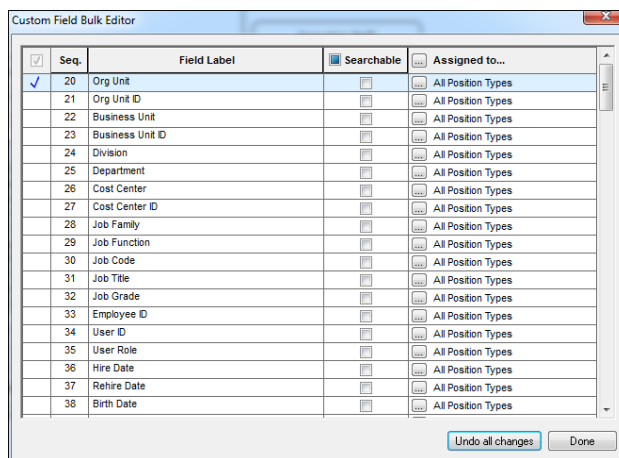 Custom Field Bulk Editor
Seq. Field Label Searchable ... Assigned to...
20 Org Unit ... All Position Types
21 Org Unit ID ... All Position Types
22 Business Unit ... All Position Types
23 Business Unit ID ... All Position Types
24 Division ... All Position Types
25 Department ... All Position Types
26 Cost Center ... All Position Types
27 Cost Center ID ... All Position Types
28 Job Family ... All Position Types
29 Job Function ... All Position Types
30 Job Code ... All Position Types
31 Job Title ... All Position Types
32 Job Grade ... All Position Types
33 Employee ID ... All Position Types
34 User ID ... All Position Types
35 User Role ... All Position Types
36 Hire Date ... All Position Types
37 Rehire Date ... All Position Types
38 Birth Date ... All Position Types
Undo all changes Done